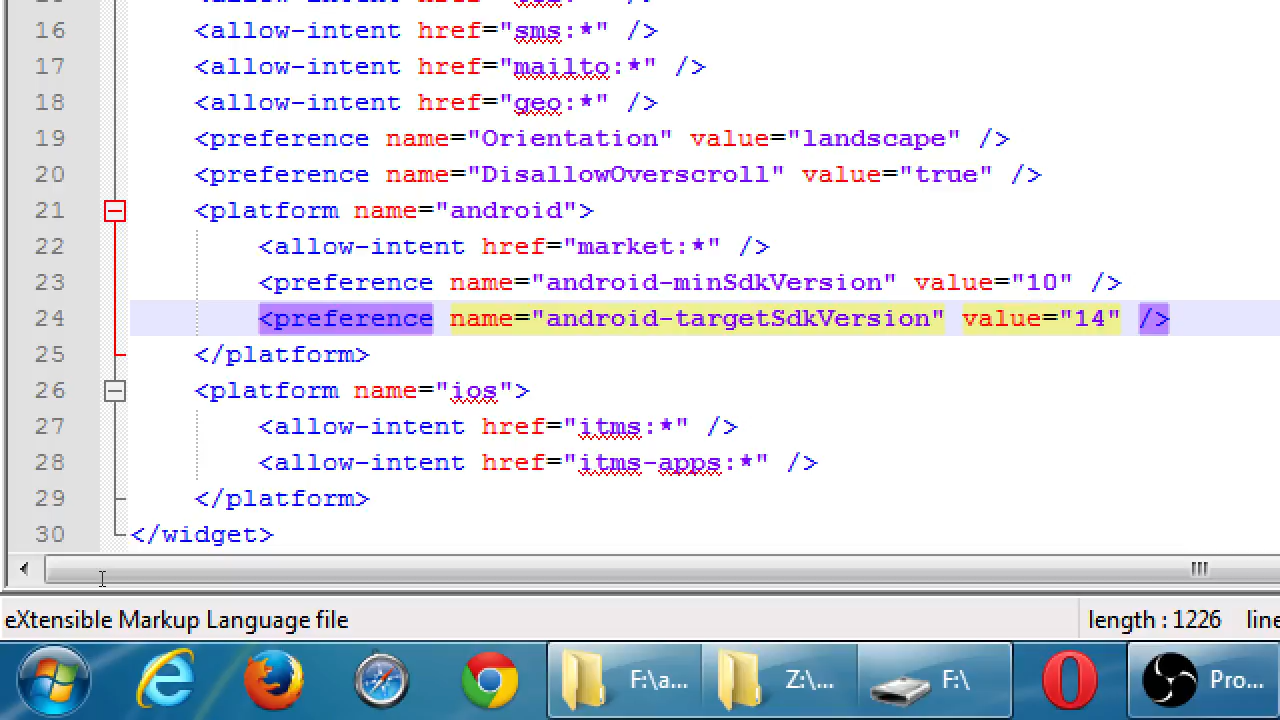 16 <allow-intent href="sms:*" />
17 <allow-intent href="mailto:*" />
18 <allow-intent href="geo:*" />
19 <preference name="Orientation" value="landscape" />
20 <preference name="DisallowOverscroll" value="true" />
21 <platform name="android">
22 <allow-intent href="market:*" />
23 <preference name="android-minSdkVersion" value="10" />
24 <preference name="android-targetSdkVersion" value="14" />
25 </platform>
26 <platform name="ios">
27 <allow-intent href="itms:*" />
28 <allow-intent href="itms-apps:*" />
29 </platform>
30 </widget>
eXtensible Markup Language file length : 1226 line
F:\a... Z:\... F:\ Pro...